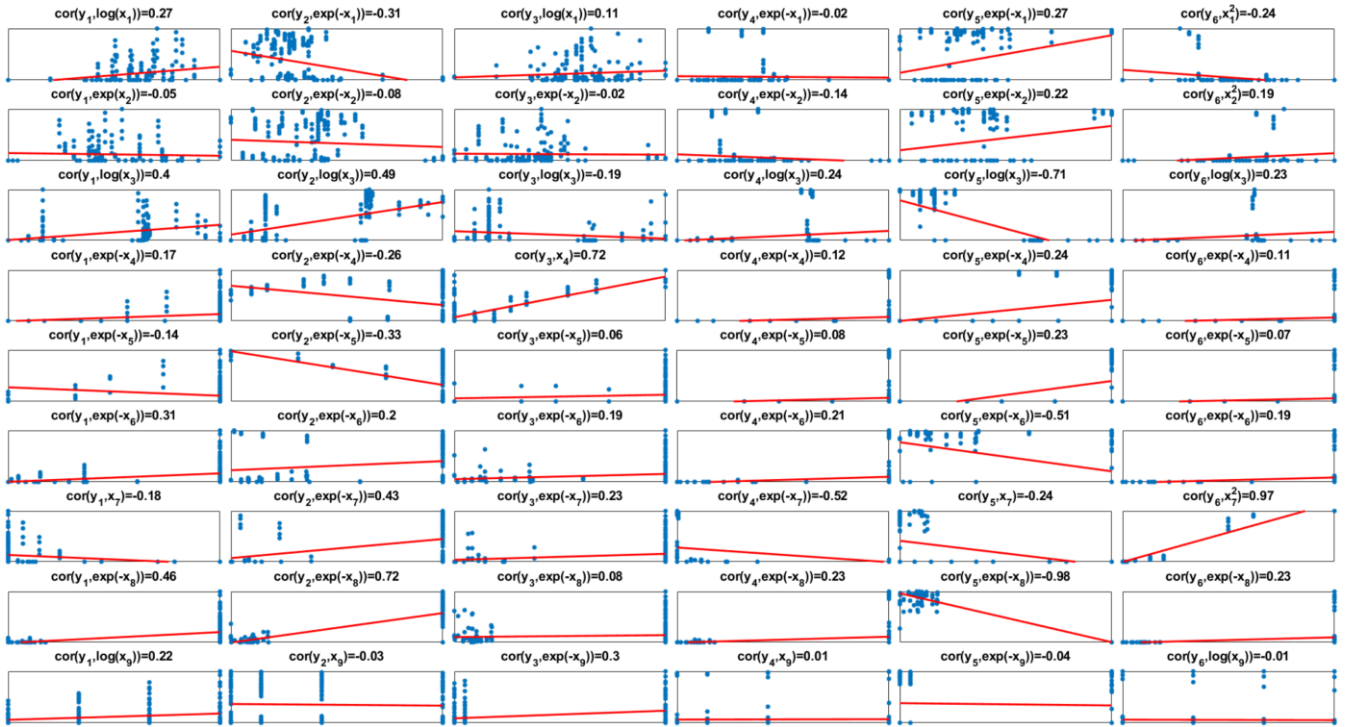 cor(y1,log(x1))=0.27 cor(y2,exp(-x1))=-0.31 cor(y3,log(x1))=0.11 cor(y4,exp(-x1))=-0.02 cor(y5,exp(-x1))=0.27 cor(y6,x1^2)=-0.24
cor(y1,exp(x2))=-0.05 cor(y2,exp(-x2))=-0.08 cor(y3,exp(-x2))=-0.02 cor(y4,exp(-x2))=-0.14 cor(y5,exp(-x2))=0.22 cor(y6,x2^2)=0.19
cor(y1,log(x3))=0.4 cor(y2,log(x3))=0.49 cor(y3,log(x3))=-0.19 cor(y4,log(x3))=0.24 cor(y5,log(x3))=-0.71 cor(y6,log(x3))=0.23
cor(y1,exp(-x4))=0.17 cor(y2,exp(-x4))=-0.26 cor(y3,x4)=0.72 cor(y4,exp(-x4))=0.12 cor(y5,exp(-x4))=0.24 cor(y6,exp(-x4))=0.11
cor(y1,exp(-x5))=-0.14 cor(y2,exp(-x5))=-0.33 cor(y3,exp(-x5))=0.06 cor(y4,exp(-x5))=0.08 cor(y5,exp(-x5))=0.23 cor(y6,exp(-x5))=0.07
cor(y1,exp(-x6))=0.31 cor(y2,exp(-x6))=0.2 cor(y3,exp(-x6))=0.19 cor(y4,exp(-x6))=0.21 cor(y5,exp(-x6))=-0.51 cor(y6,exp(-x6))=0.19
cor(y1,x7)=-0.18 cor(y2,exp(-x7))=0.43 cor(y3,exp(-x7))=0.23 cor(y4,exp(-x7))=-0.52 cor(y5,x7)=-0.24 cor(y6,x7^2)=0.97
cor(y1,exp(-x8))=0.46 cor(y2,exp(-x8))=0.72 cor(y3,exp(-x8))=0.08 cor(y4,exp(-x8))=0.23 cor(y5,exp(-x8))=-0.98 cor(y6,exp(-x8))=0.23
cor(y1,log(x9))=0.22 cor(y2,x9)=-0.03 cor(y3,exp(-x9))=0.3 cor(y4,x9)=0.01 cor(y5,exp(-x9))=-0.04 cor(y6,log(x9))=-0.01